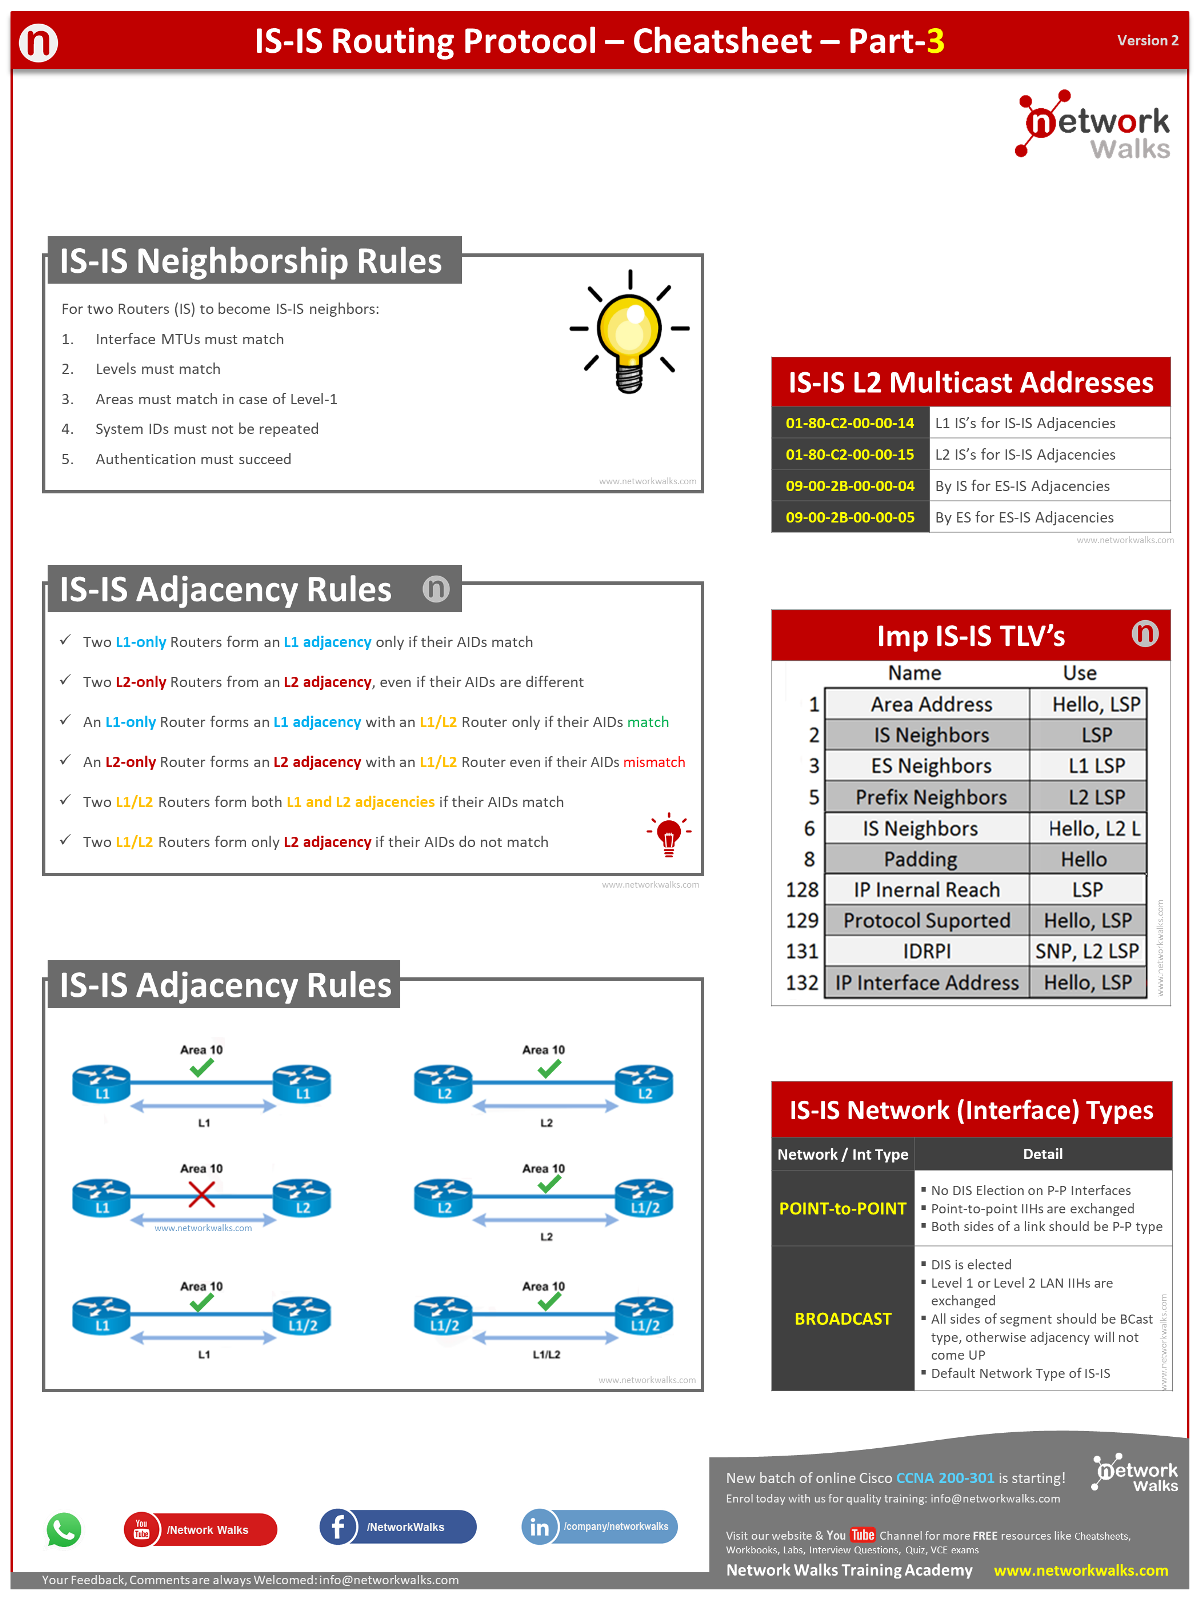 n
IS-IS Routing Protocol – Cheatsheet – Part-3
Version 2
network
Walks
IS-IS Neighborship Rules
For two Routers (IS) to become IS-IS neighbors:
1. Interface MTUs must match
2. Levels must match
3. Areas must match in case of Level-1
4. System IDs must not be repeated
5. Authentication must succeed
www.networkwalks.com
IS-IS L2 Multicast Addresses
01-80-C2-00-00-14 L1 IS’s for IS-IS Adjacencies
01-80-C2-00-00-15 L2 IS’s for IS-IS Adjacencies
09-00-2B-00-00-04 By IS for ES-IS Adjacencies
09-00-2B-00-00-05 By ES for ES-IS Adjacencies
www.networkwalks.com
IS-IS Adjacency Rules n
✓ Two L1-only Routers form an L1 adjacency only if their AIDs match
✓ Two L2-only Routers from an L2 adjacency, even if their AIDs are different
✓ An L1-only Router forms an L1 adjacency with an L1/L2 Router only if their AIDs match
✓ An L2-only Router forms an L2 adjacency with an L1/L2 Router even if their AIDs mismatch
✓ Two L1/L2 Routers form both L1 and L2 adjacencies if their AIDs match
✓ Two L1/L2 Routers form only L2 adjacency if their AIDs do not match
www.networkwalks.com
Imp IS-IS TLV’s n
Name Use
1 Area Address Hello, LSP
2 IS Neighbors LSP
3 ES Neighbors L1 LSP
5 Prefix Neighbors L2 LSP
6 IS Neighbors Hello, L2 L
8 Padding Hello
128 IP Inernal Reach LSP
129 Protocol Suported Hello, LSP
131 IDRPI SNP, L2 LSP
132 IP Interface Address Hello, LSP
www.networkwalks.com
IS-IS Adjacency Rules
Area 10
L1 L1
L1
Area 10
L2 L2
L2
Area 10
L1 L2
www.networkwalks.com
Area 10
L2 L1/2
L2
Area 10
L1 L1/2
L1
Area 10
L1/2 L1/2
L1/L2
www.networkwalks.com
IS-IS Network (Interface) Types
Network / Int Type Detail
POINT-to-POINT
▪ No DIS Election on P-P Interfaces
▪ Point-to-point IIHs are exchanged
▪ Both sides of a link should be P-P type
BROADCAST
▪ DIS is elected
▪ Level 1 or Level 2 LAN IIHs are
exchanged
▪ All sides of segment should be BCast
type, otherwise adjacency will not
come UP
▪ Default Network Type of IS-IS
www.networkwalks.com
You Tube /Network Walks
f /NetworkWalks
in /company/networkwalks
Your Feedback, Comments are always Welcomed: info@networkwalks.com
New batch of online Cisco CCNA 200-301 is starting!
Enrol today with us for quality training: info@networkwalks.com
network
Walks
Visit our website & You Tube Channel for more FREE resources like Cheatsheets,
Workbooks, Labs, Interview Questions, Quiz, VCE exams
Network Walks Training Academy www.networkwalks.com